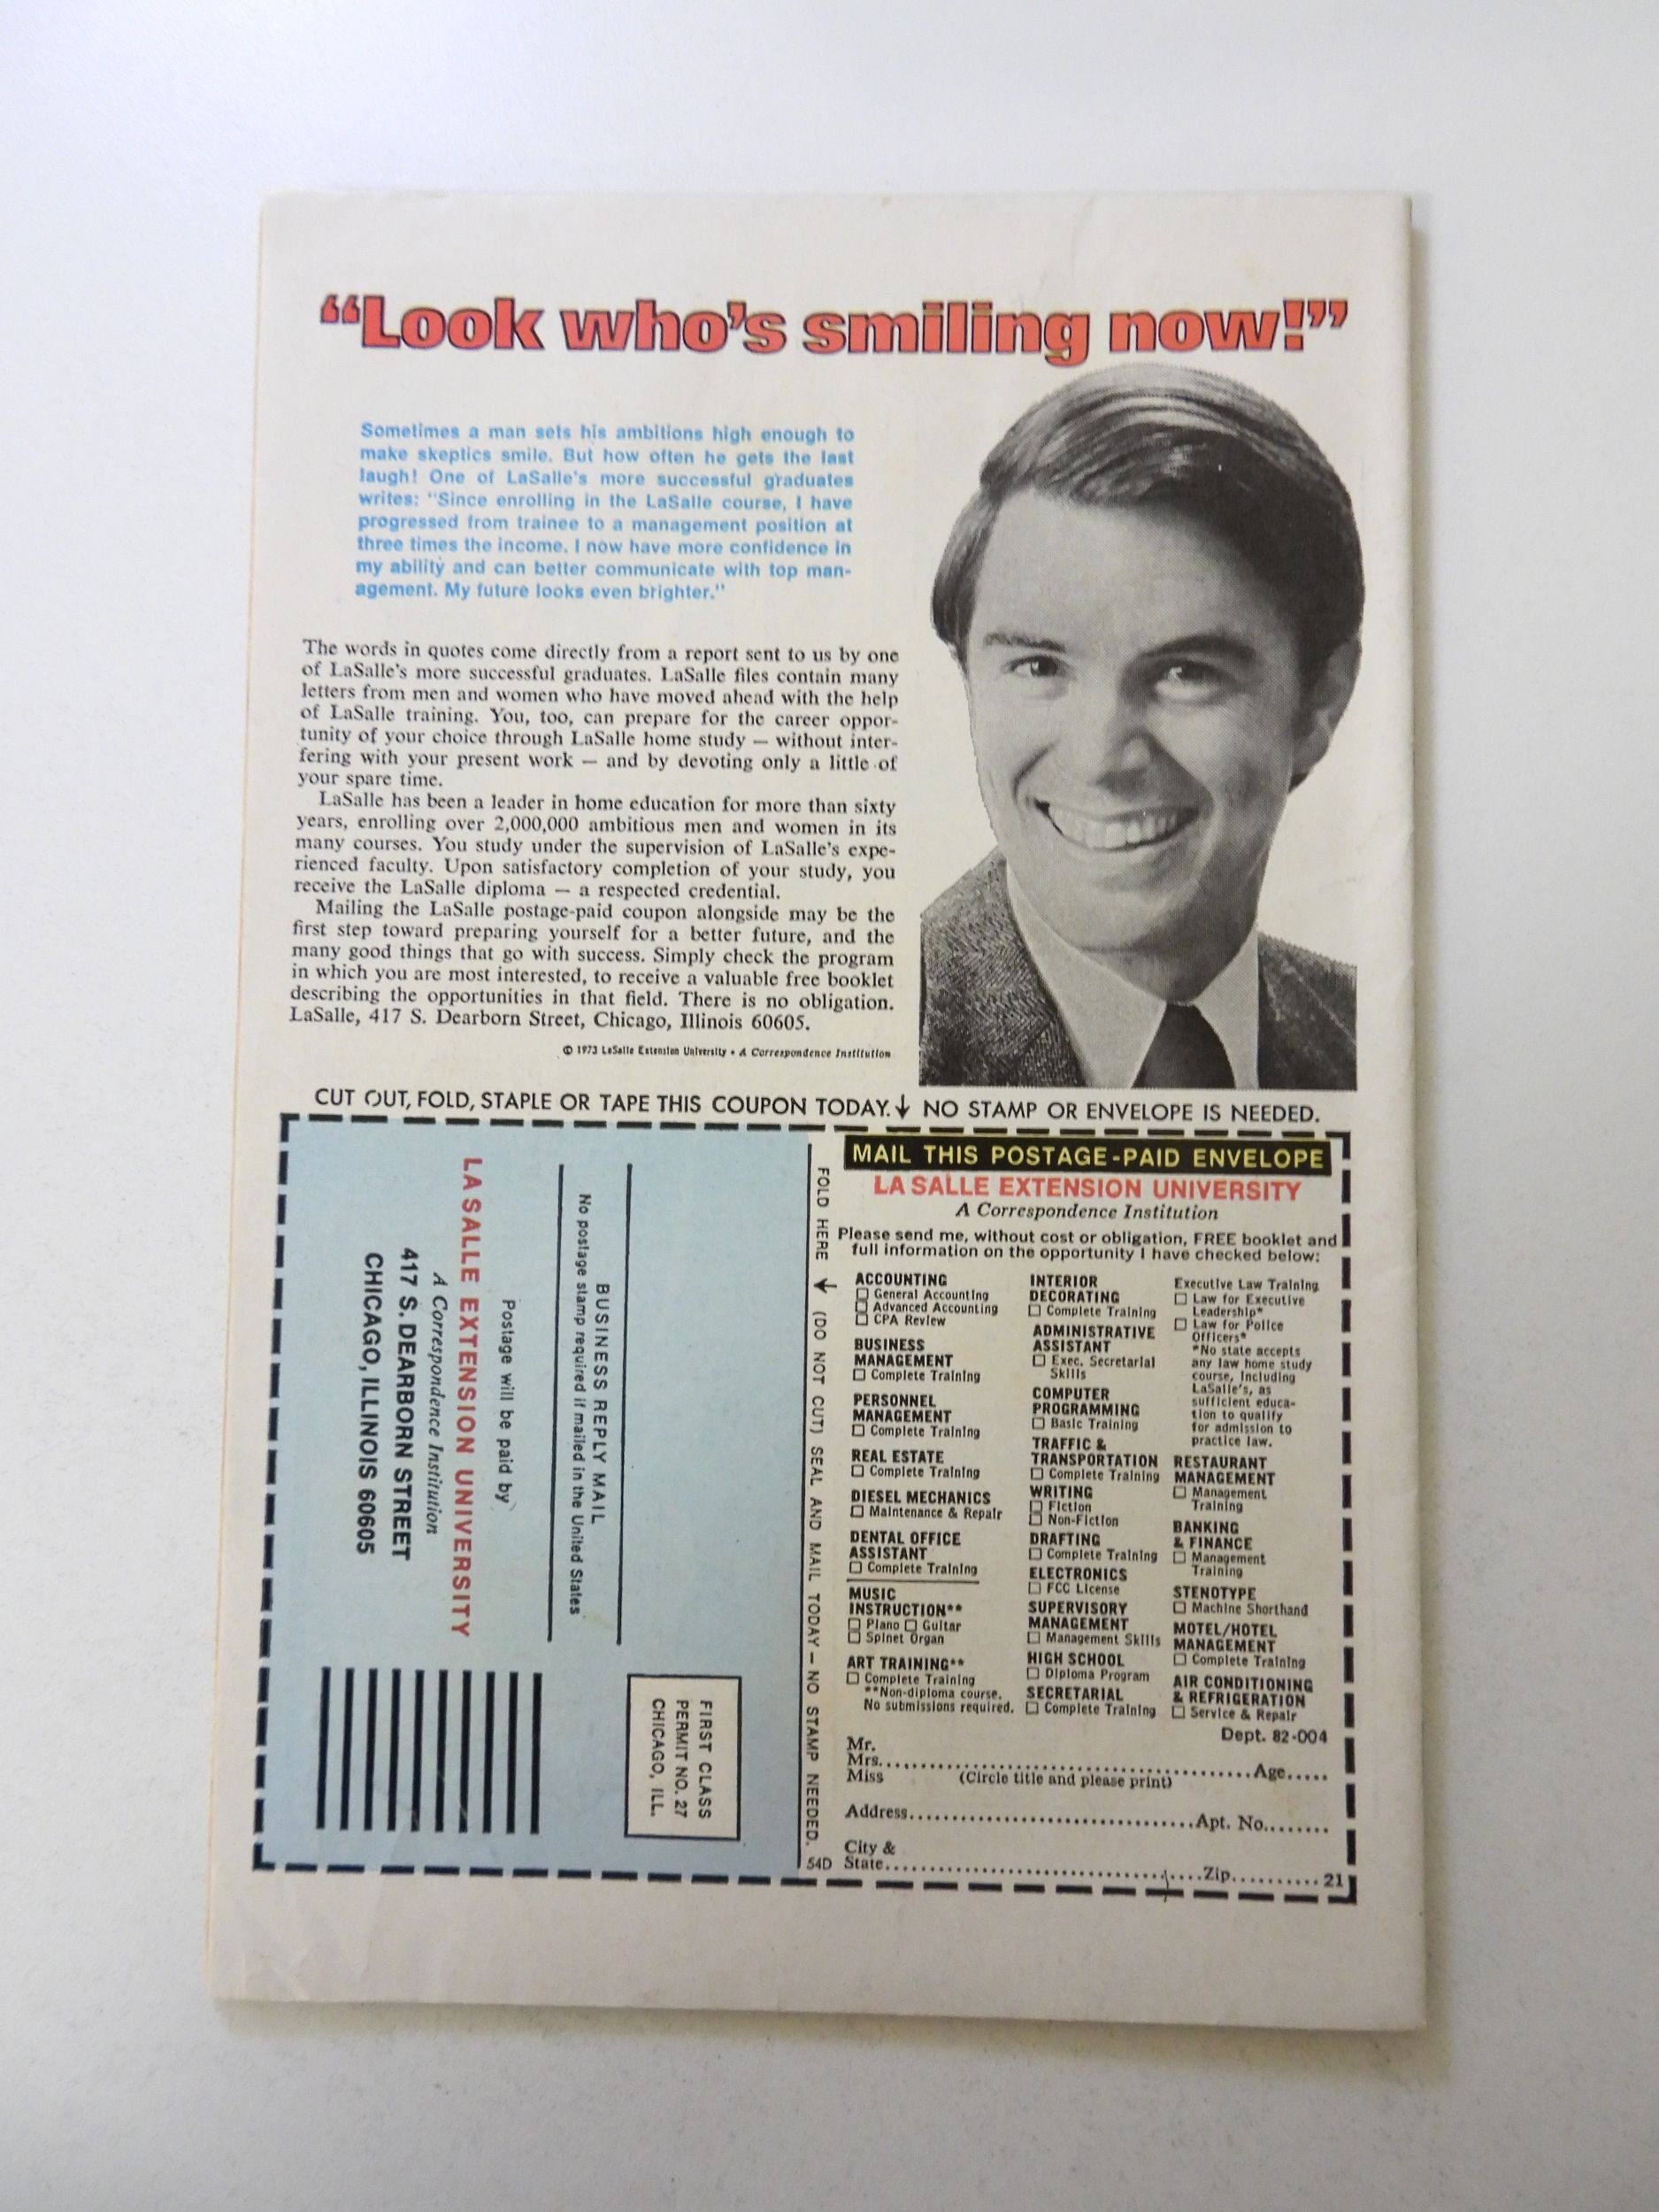 “Look who’s smiling now!”
Sometimes a man sets his ambitions high enough to
make skeptics smile. But how often he gets the last
laugh! One of LaSalle's more successful graduates
writes: "Since enrolling in the LaSalle course, I have
progressed from trainee to a management position at
three times the income. I now have more confidence in
my ability and can better communicate with top man-
agement. My future looks even brighter."
The words in quotes come directly from a report sent to us by one
of LaSalle's more successful graduates. LaSalle files contain many
letters from men and women who have moved ahead with the help
of LaSalle training. You, too, can prepare for the career oppor-
tunity of your choice through LaSalle home study — without inter-
fering with your present work — and by devoting only a little of
your spare time.
LaSalle has been a leader in home education for more than sixty
years, enrolling over 2,000,000 ambitious men and women in its
many courses. You study under the supervision of LaSalle's expe-
rienced faculty. Upon satisfactory completion of your study, you
receive the LaSalle diploma — a respected credential.
Mailing the LaSalle postage-paid coupon alongside may be the
first step toward preparing yourself for a better future, and the
many good things that go with success. Simply check the program
in which you are most interested, to receive a valuable free booklet
describing the opportunities in that field. There is no obligation.
LaSalle, 417 S. Dearborn Street, Chicago, Illinois 60605.
© 1973 LaSalle Extension University • A Correspondence Institution
CUT OUT, FOLD, STAPLE OR TAPE THIS COUPON TODAY.↓ NO STAMP OR ENVELOPE IS NEEDED.
FIRST CLASS
PERMIT NO. 27
CHICAGO, ILL.
BUSINESS REPLY MAIL
No postage stamp required if mailed in the United States
Postage will be paid by
LA SALLE EXTENSION UNIVERSITY
A Correspondence Institution
417 S. DEARBORN STREET
CHICAGO, ILLINOIS 60605
FOLD HERE ↓ (DO NOT CUT) SEAL AND MAIL TODAY — NO STAMP NEEDED.
54D
MAIL THIS POSTAGE-PAID ENVELOPE
LA SALLE EXTENSION UNIVERSITY
A Correspondence Institution
Please send me, without cost or obligation, FREE booklet and
full information on the opportunity I have checked below:
ACCOUNTING
☐ General Accounting
☐ Advanced Accounting
☐ CPA Review
BUSINESS
MANAGEMENT
☐ Complete Training
PERSONNEL
MANAGEMENT
☐ Complete Training
REAL ESTATE
☐ Complete Training
DIESEL MECHANICS
☐ Maintenance & Repair
DENTAL OFFICE
ASSISTANT
☐ Complete Training
MUSIC
INSTRUCTION**
☐ Piano ☐ Guitar
☐ Spinet Organ
ART TRAINING**
☐ Complete Training
**Non-diploma course.
No submissions required.
INTERIOR
DECORATING
☐ Complete Training
ADMINISTRATIVE
ASSISTANT
☐ Exec. Secretarial
Skills
COMPUTER
PROGRAMMING
☐ Basic Training
TRAFFIC &
TRANSPORTATION
☐ Complete Training
WRITING
☐ Fiction
☐ Non-Fiction
DRAFTING
☐ Complete Training
ELECTRONICS
☐ FCC License
SUPERVISORY
MANAGEMENT
☐ Management Skills
HIGH SCHOOL
☐ Diploma Program
SECRETARIAL
☐ Complete Training
Executive Law Training
☐ Law for Executive
Leadership*
☐ Law for Police
Officers*
*No state accepts
any law home study
course, including
LaSalle's, as
sufficient educa-
tion to qualify
for admission to
practice law.
RESTAURANT
MANAGEMENT
☐ Management
Training
BANKING
& FINANCE
☐ Management
Training
STENOTYPE
☐ Machine Shorthand
MOTEL/HOTEL
MANAGEMENT
☐ Complete Training
AIR CONDITIONING
& REFRIGERATION
☐ Service & Repair
Dept. 82-004
Mr.
Mrs. Age
Miss (Circle title and please print)
Address Apt. No.
City &
State Zip 21